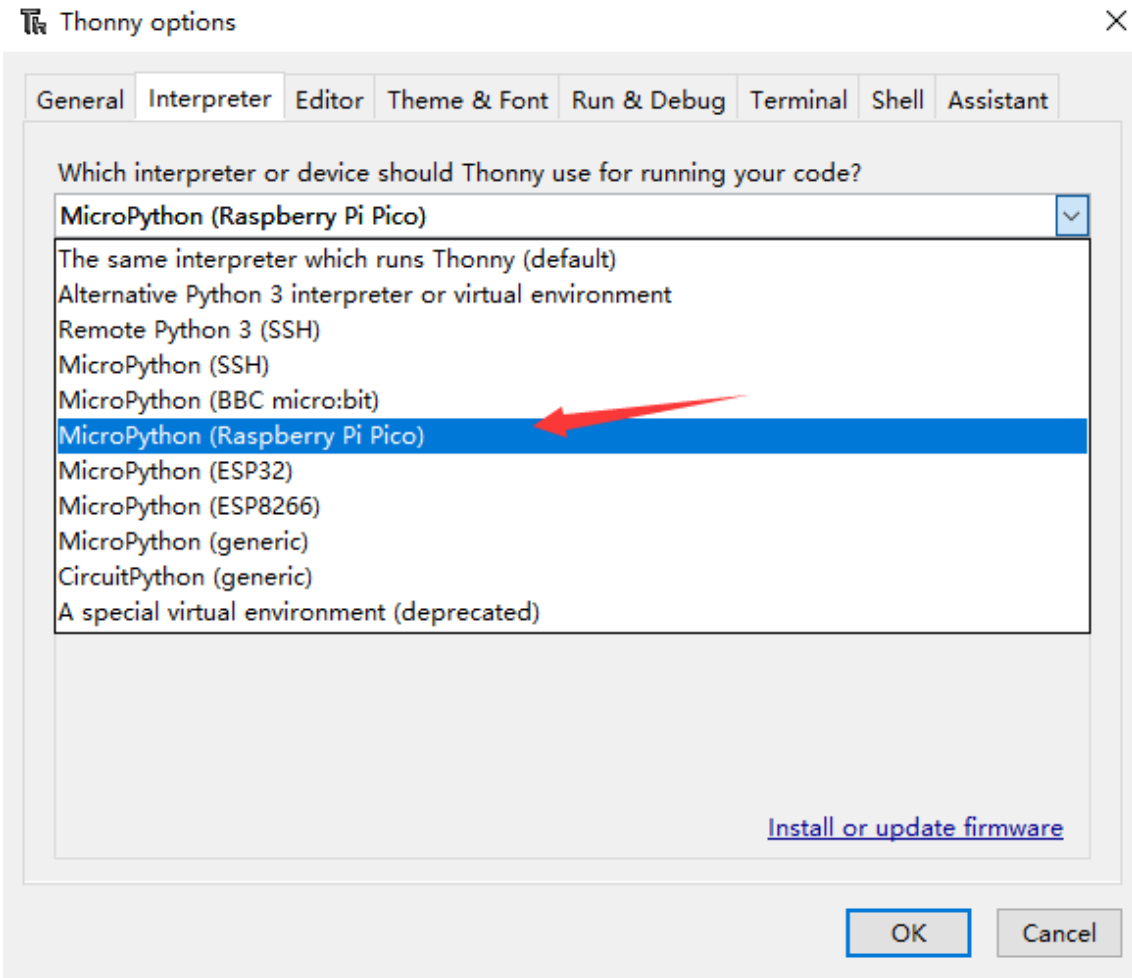 Thonny options
General Interpreter Editor Theme & Font Run & Debug Terminal Shell Assistant
Which interpreter or device should Thonny use for running your code?
MicroPython (Raspberry Pi Pico)
The same interpreter which runs Thonny (default)
Alternative Python 3 interpreter or virtual environment
Remote Python 3 (SSH)
MicroPython (SSH)
MicroPython (BBC micro:bit)
MicroPython (Raspberry Pi Pico)
MicroPython (ESP32)
MicroPython (ESP8266)
MicroPython (generic)
CircuitPython (generic)
A special virtual environment (deprecated)
Install or update firmware
OK Cancel